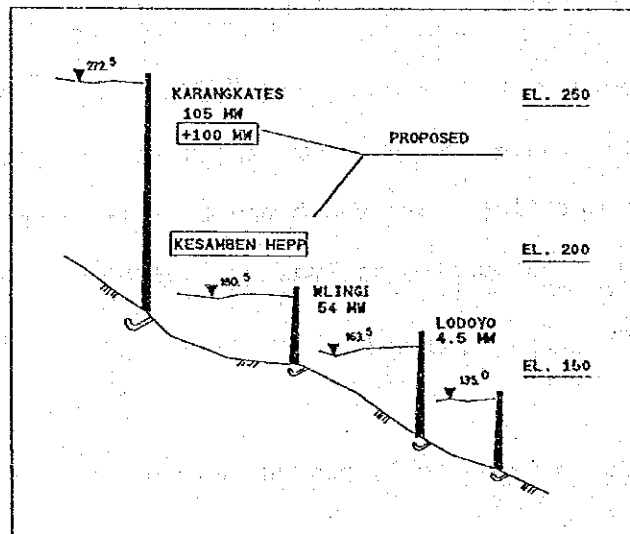 272.5
KARANGKATES
105 MW
+100 MW
EL. 250
PROPOSED
KESAMBEN HEPP
EL. 200
180.5
WLINGI
54 MW
163.5
LODOYO
4.5 MW
EL. 150
135.0